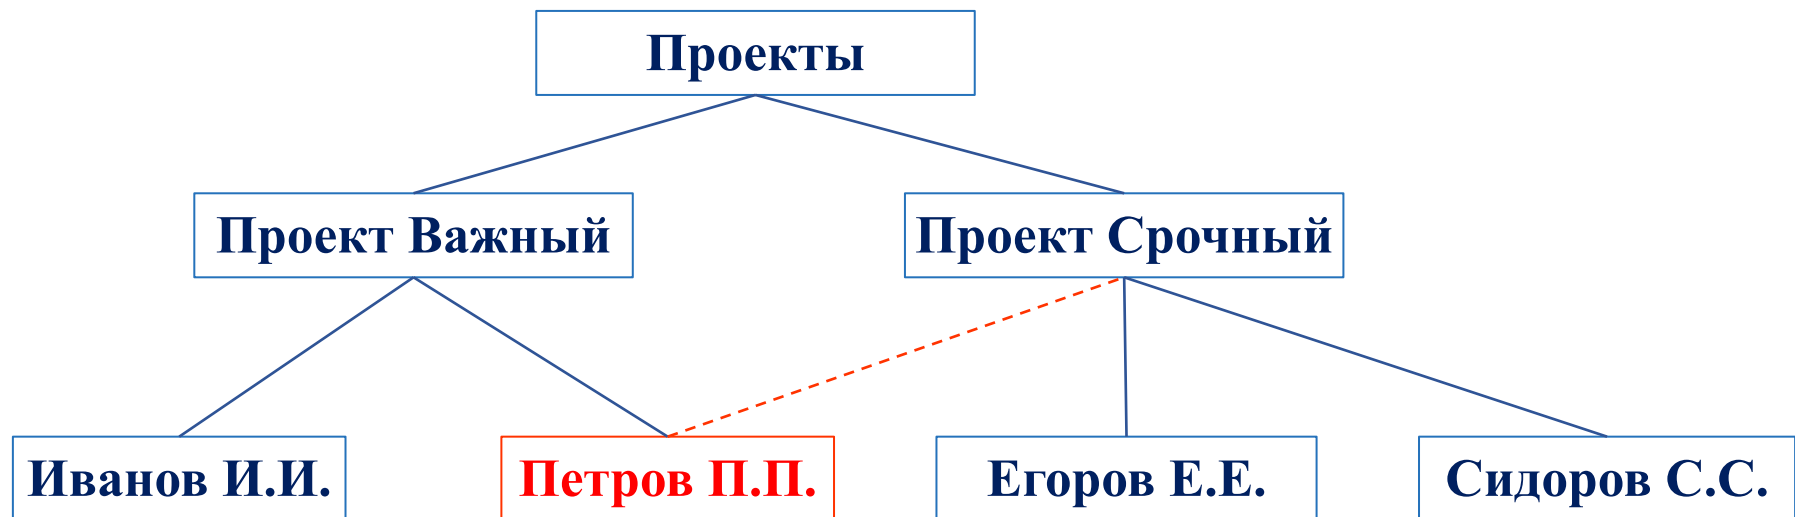 Проекты
Проект Важный
Проект Срочный
Иванов И.И.
Петров П.П.
Егоров Е.Е.
Сидоров С.С.